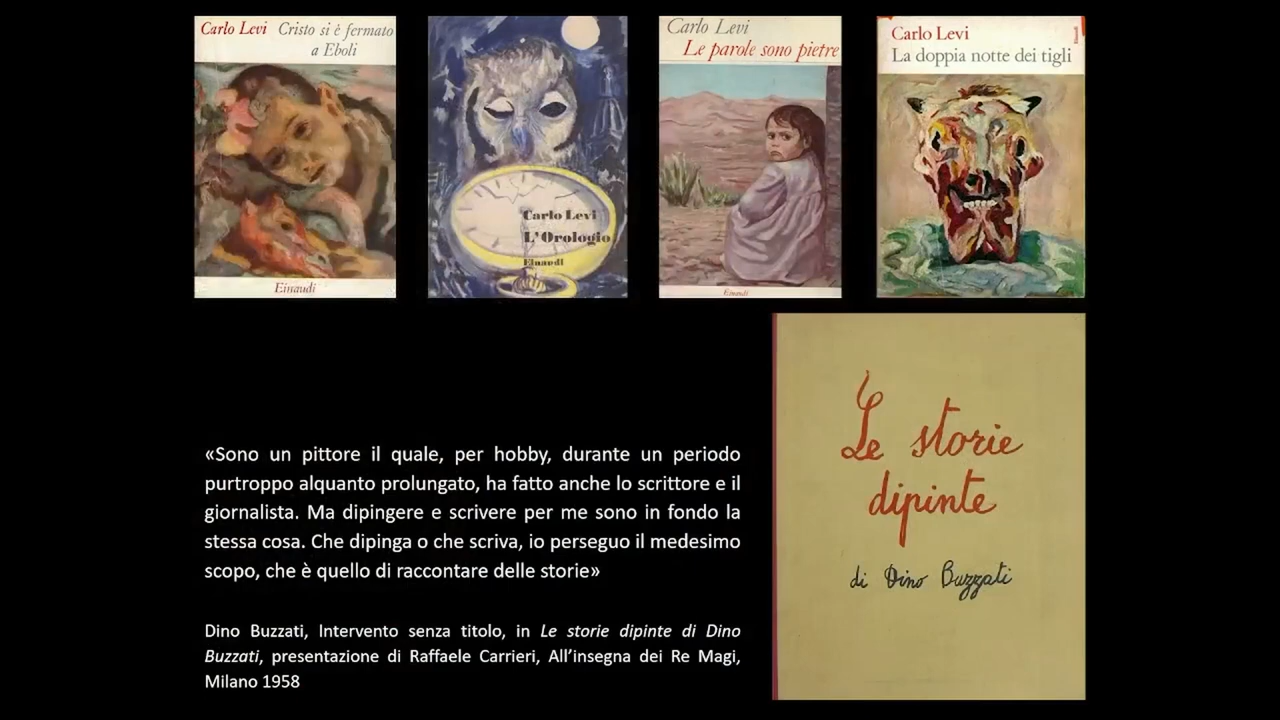 Carlo Levi Cristo si è fermato
a Eboli
Einaudi
Carlo Levi
L'Orologio
Einaudi
Carlo Levi
Le parole sono pietre
Einaudi
Carlo Levi
La doppia notte dei tigli
Le storie
dipinte
di Dino Buzzati
«Sono un pittore il quale, per hobby, durante un periodo
purtroppo alquanto prolungato, ha fatto anche lo scrittore e il
giornalista. Ma dipingere e scrivere per me sono in fondo la
stessa cosa. Che dipinga o che scriva, io perseguo il medesimo
scopo, che è quello di raccontare delle storie»
Dino Buzzati, Intervento senza titolo, in Le storie dipinte di Dino
Buzzati, presentazione di Raffaele Carrieri, All'insegna dei Re Magi,
Milano 1958